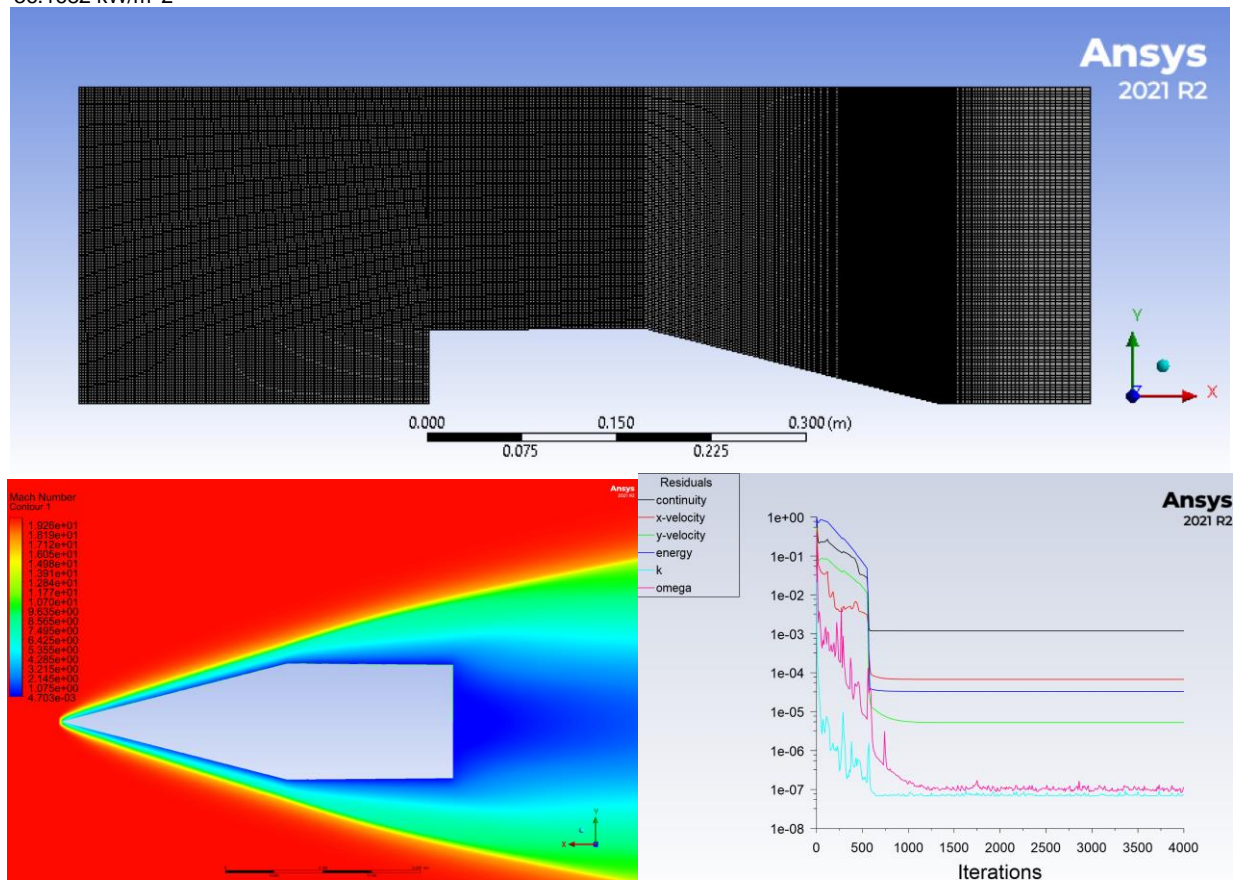 Ansys
2021 R2
Y
X
0.000
0.150
0.300 (m)
0.075
0.225
Mach Number
Contour 1
1.926e+01
1.819e+01
1.712e+01
1.605e+01
1.498e+01
1.391e+01
1.284e+01
1.177e+01
1.070e+01
9.635e+00
8.565e+00
7.495e+00
6.425e+00
5.355e+00
4.285e+00
3.215e+00
2.145e+00
1.075e+00
4.703e-03
Ansys
2021 R2
Y
X
Residuals
continuity
x-velocity
y-velocity
energy
k
omega
Ansys
2021 R2
1e+00
1e-01
1e-02
1e-03
1e-04
1e-05
1e-06
1e-07
1e-08
0
500
1000
1500
2000
2500
3000
3500
4000
Iterations